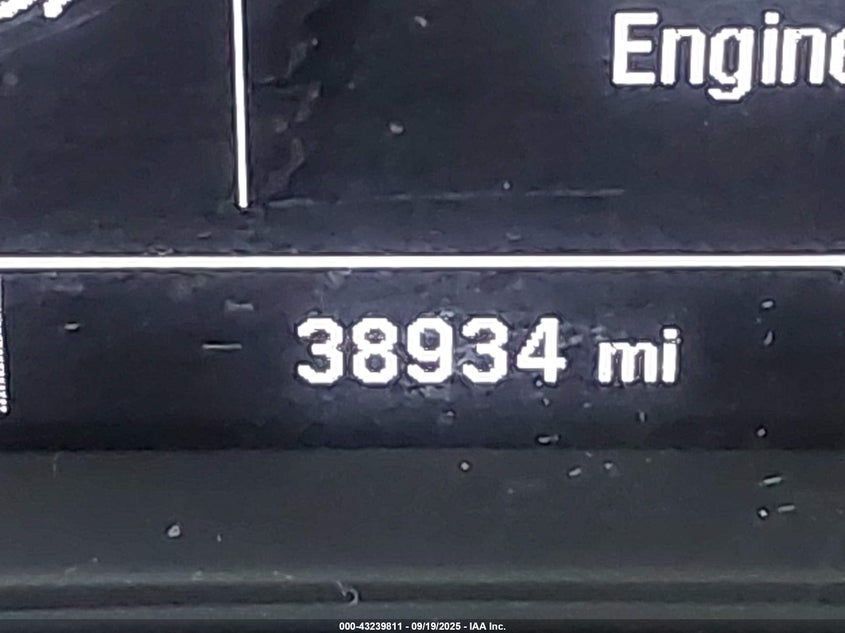 Engine
38934 mi
000-43239811 - 09/19/2025 - IAA Inc.